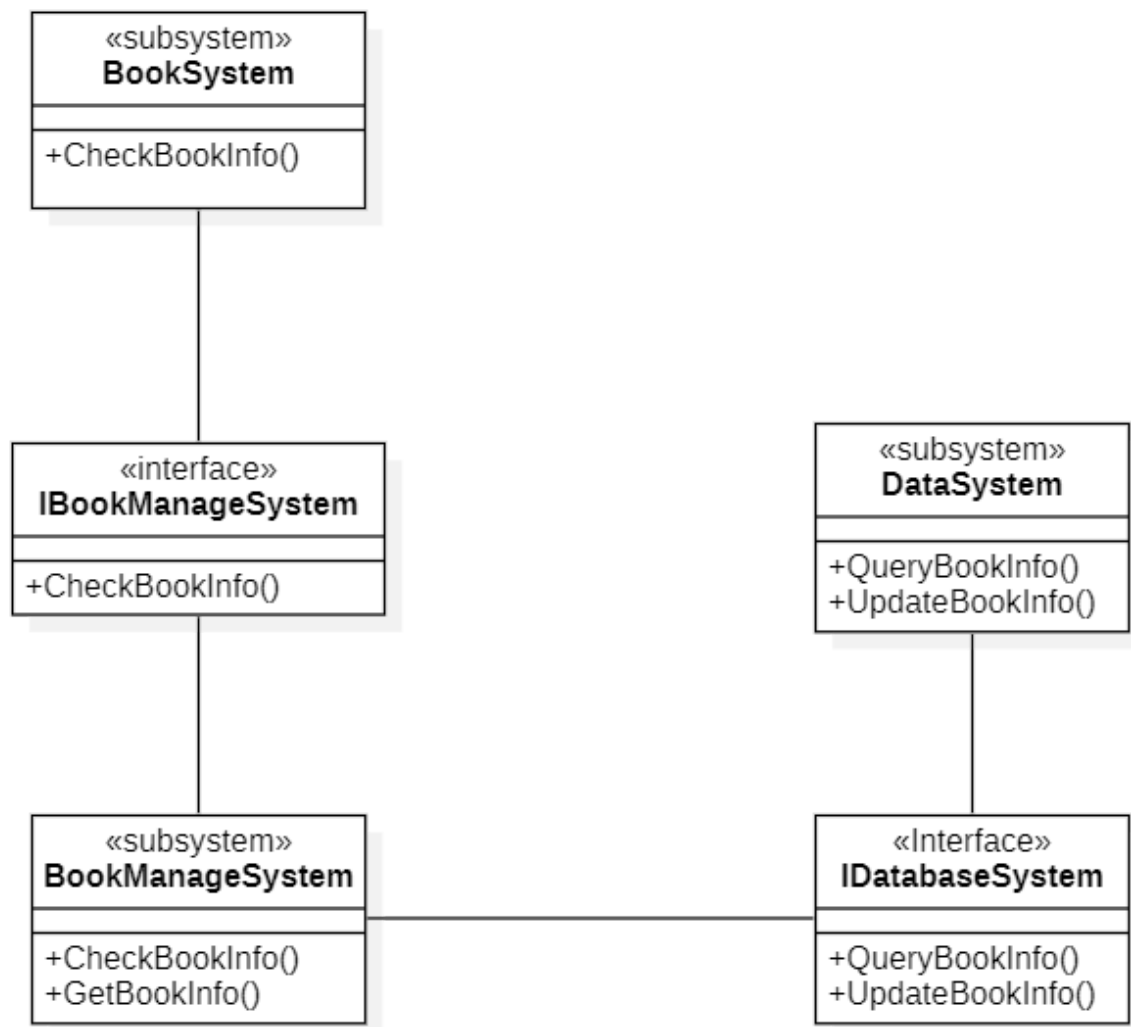 «subsystem»
BookSystem
+CheckBookInfo()
«interface»
IBookManageSystem
+CheckBookInfo()
«subsystem»
DataSystem
+QueryBookInfo()
+UpdateBookInfo()
«subsystem»
BookManageSystem
+CheckBookInfo()
+GetBookInfo()
«Interface»
IDatabaseSystem
+QueryBookInfo()
+UpdateBookInfo()